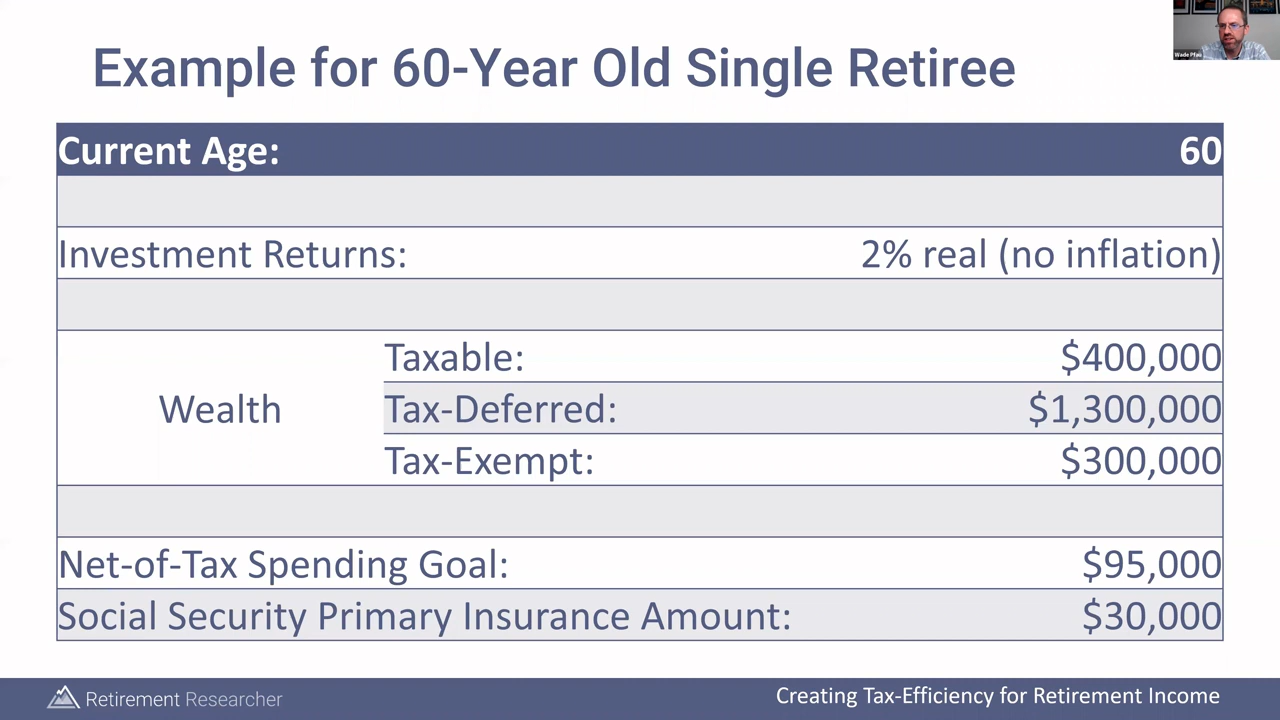 Wade Pfau
Example for 60-Year Old Single Retiree
Current Age: 60
Investment Returns: 2% real (no inflation)
Wealth
Taxable: $400,000
Tax-Deferred: $1,300,000
Tax-Exempt: $300,000
Net-of-Tax Spending Goal: $95,000
Social Security Primary Insurance Amount: $30,000
Retirement Researcher
Creating Tax-Efficiency for Retirement Income